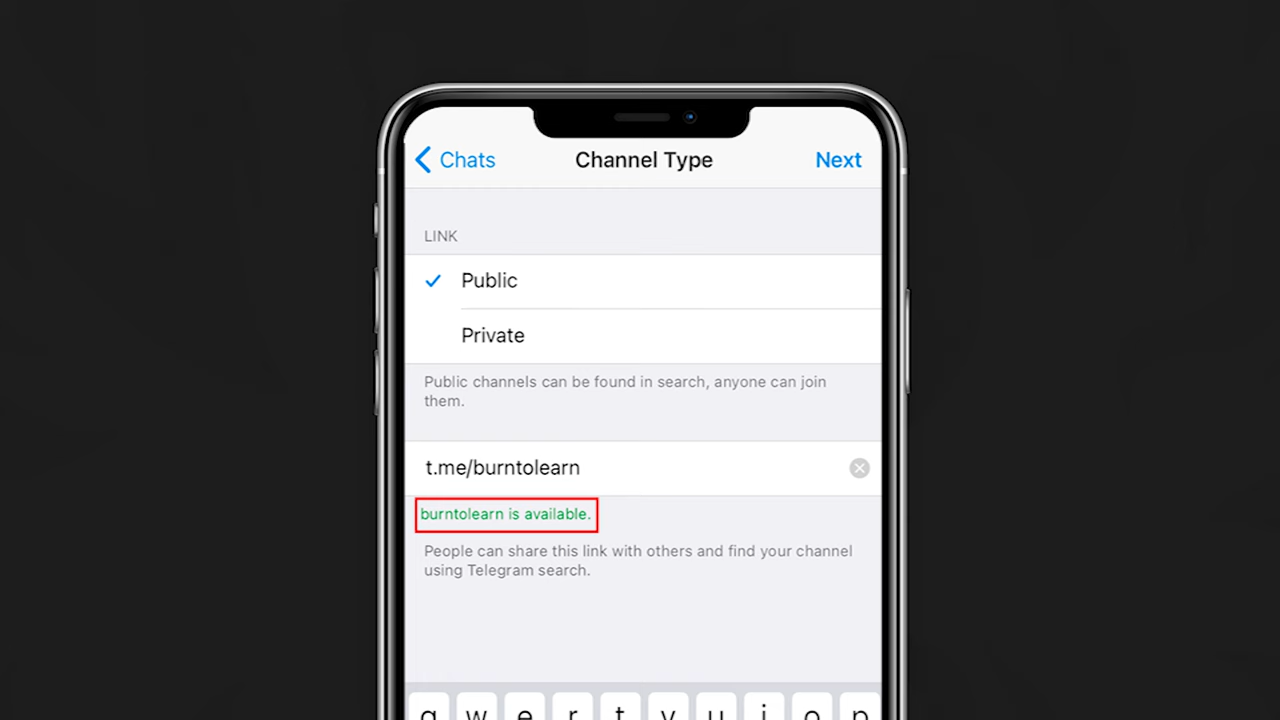 Chats Channel Type Next
LINK
Public
Private
Public channels can be found in search, anyone can join
them.
t.me/burntolearn
burntolearn is available.
People can share this link with others and find your channel
using Telegram search.
q w e r t y u i o p